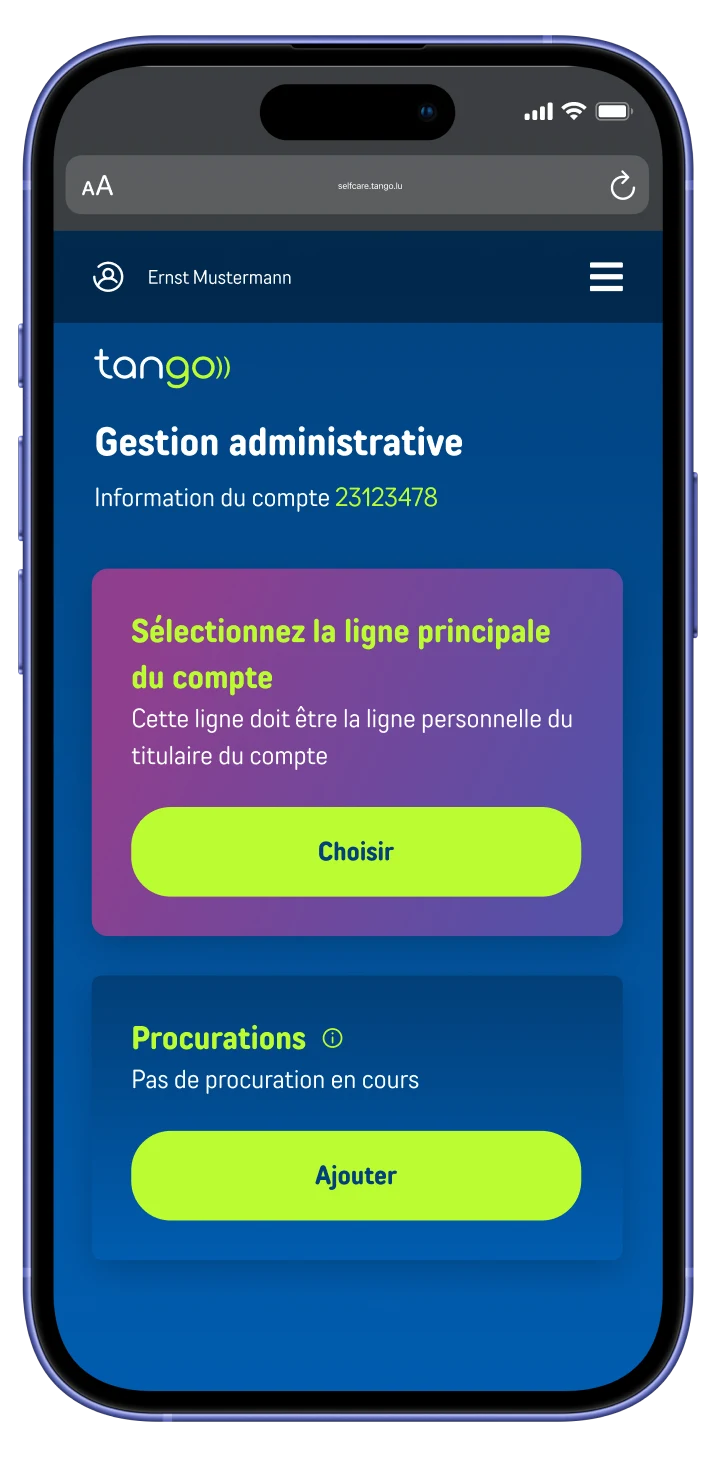 AA
selfcare.tango.lu
Ernst Mustermann
tango
Gestion administrative
Information du compte 23123478
Sélectionnez la ligne principale
du compte
Cette ligne doit être la ligne personnelle du
titulaire du compte
Choisir
Procurations
Pas de procuration en cours
Ajouter